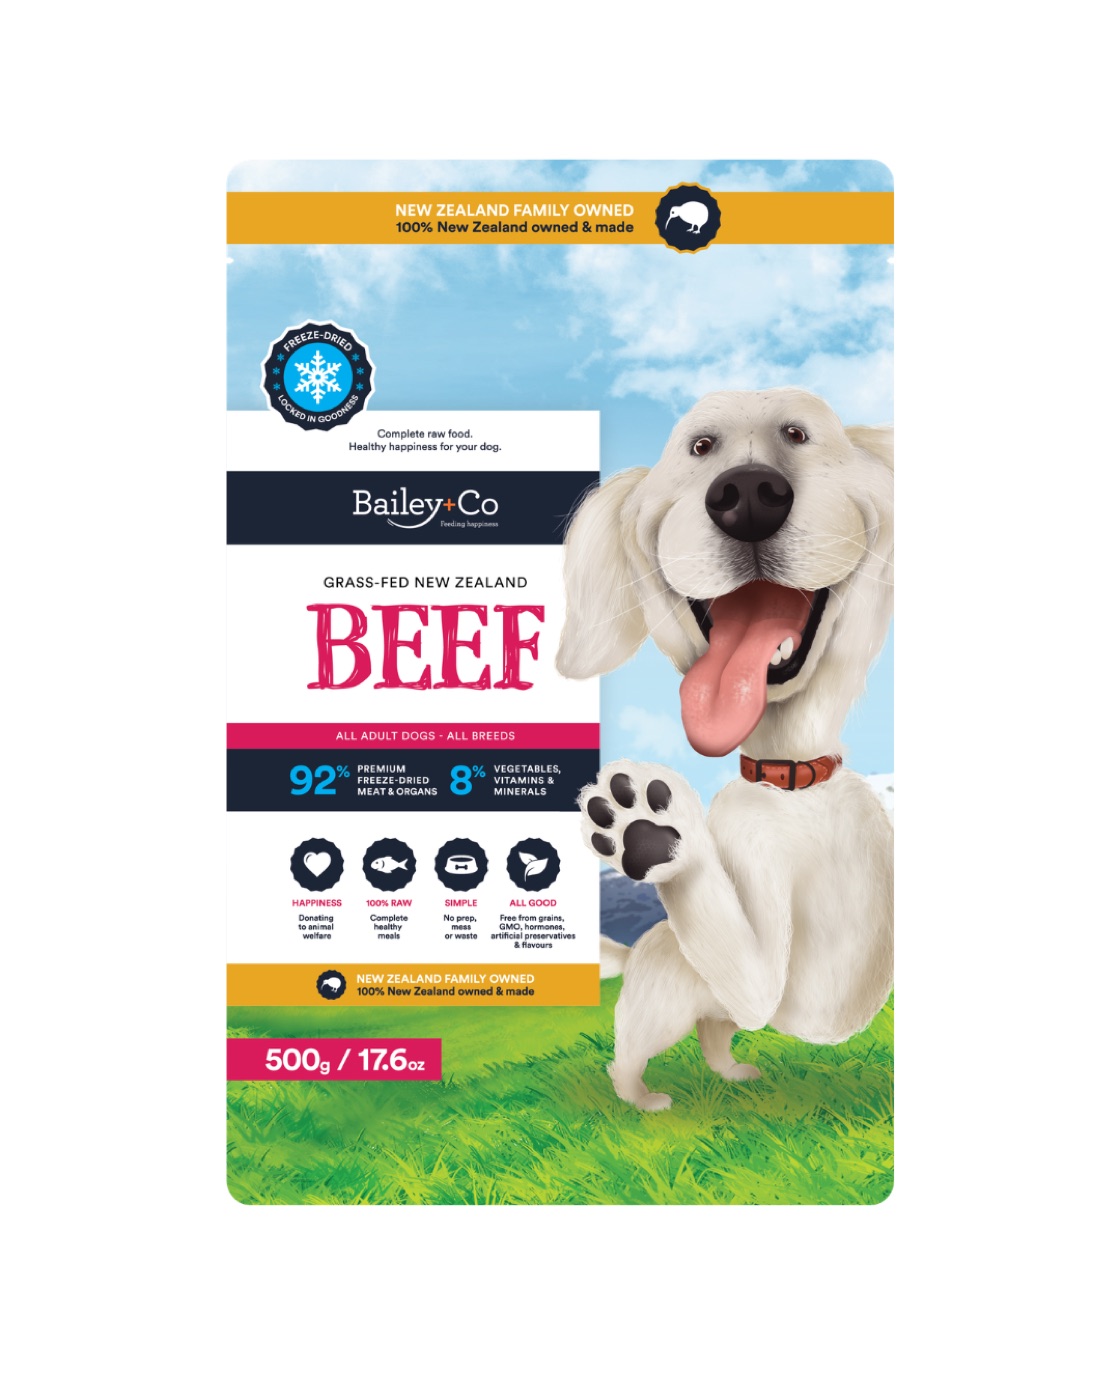 NEW ZEALAND FAMILY OWNED
100% New Zealand owned & made
FREEZE-DRIED
LOCKED IN GOODNESS
Complete raw food.
Healthy happiness for your dog.
Bailey+Co
Feeding happiness
GRASS-FED NEW ZEALAND
BEEF
ALL ADULT DOGS - ALL BREEDS
92%
PREMIUM
FREEZE-DRIED
MEAT & ORGANS
8%
VEGETABLES,
VITAMINS &
MINERALS
HAPPINESS
Donating
to animal
welfare
100% RAW
Complete
healthy
meals
SIMPLE
No prep,
mess
or waste
ALL GOOD
Free from grains,
GMO, hormones,
artificial preservatives
& flavours
NEW ZEALAND FAMILY OWNED
100% New Zealand owned & made
500g / 17.6oz